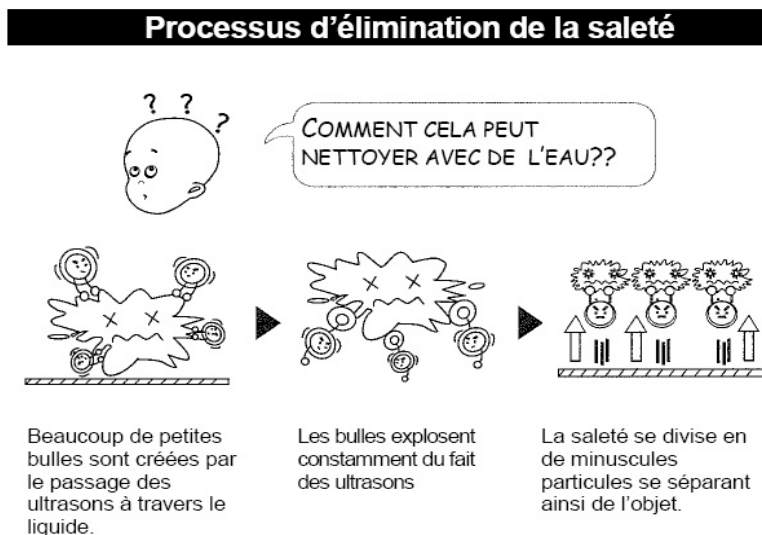 Processus d'élimination de la saleté
? ? ?
COMMENT CELA PEUT
NETTOYER AVEC DE L'EAU??
Beaucoup de petites
bulles sont créées par
le passage des
ultrasons à travers le
liquide.
Les bulles explosent
constamment du fait
des ultrasons
La saleté se divise en
de minuscules
particules se séparant
ainsi de l'objet.